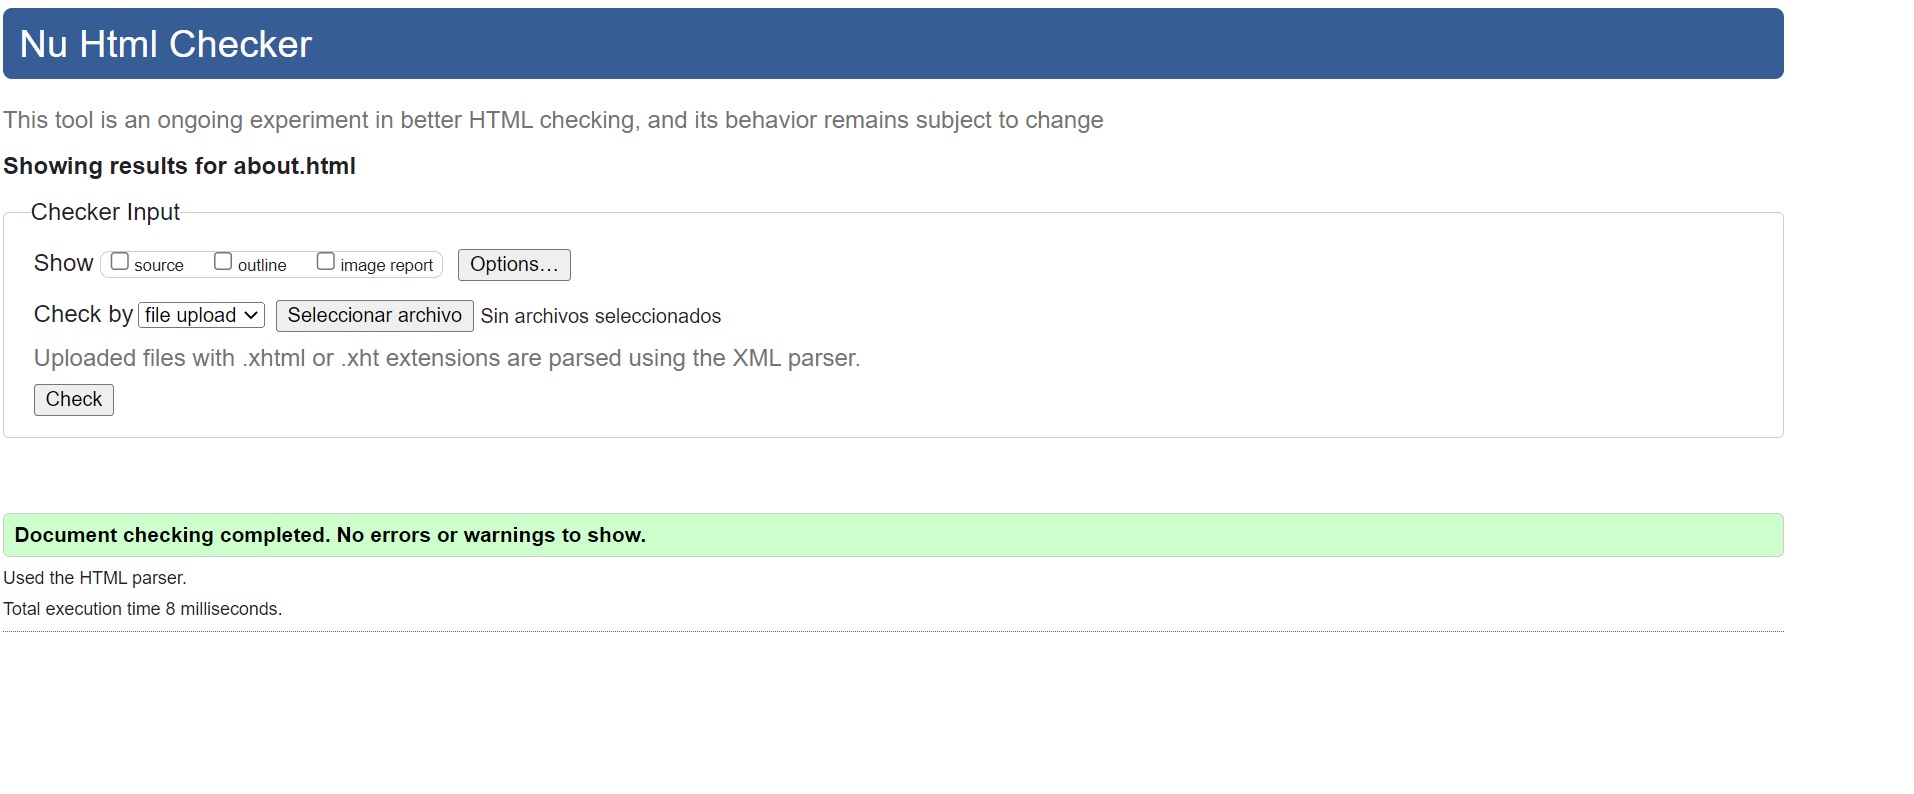 Nu Html Checker
This tool is an ongoing experiment in better HTML checking, and its behavior remains subject to change
Showing results for about.html
Checker Input
Show source outline image report Options…
Check by file upload Seleccionar archivo Sin archivos seleccionados
Uploaded files with .xhtml or .xht extensions are parsed using the XML parser.
Check
Document checking completed. No errors or warnings to show.
Used the HTML parser.
Total execution time 8 milliseconds.